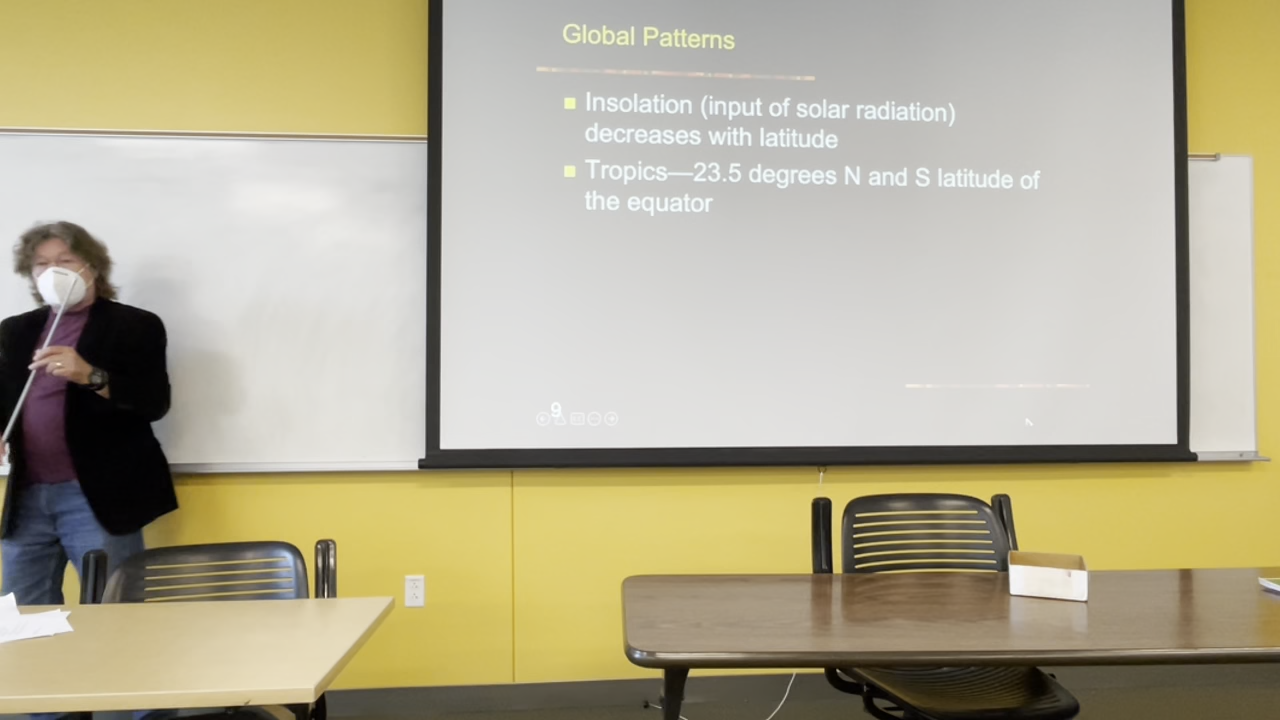 Global Patterns
Insolation (input of solar radiation)
decreases with latitude
Tropics—23.5 degrees N and S latitude of
the equator
9